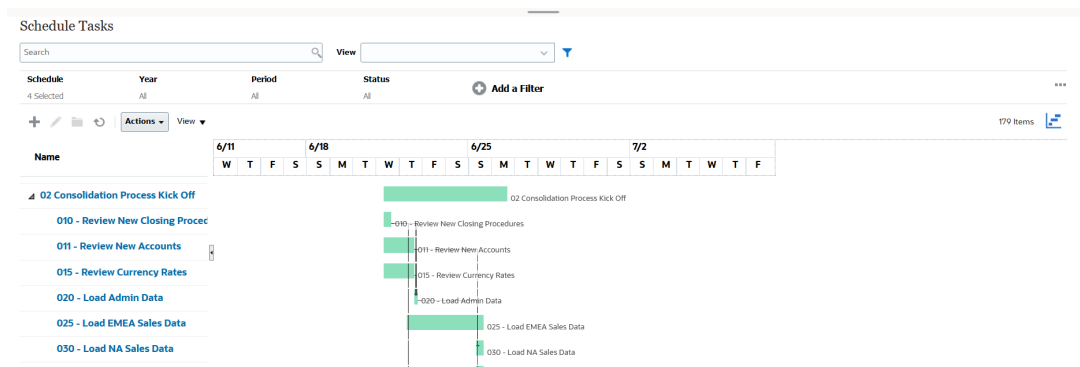 Schedule Tasks
Search View
Schedule Year Period Status
4 Selected All All All
Add a Filter
Actions View 179 Items
Name
6/11 6/18 6/25 7/2
W T F S S M T W T F S S M T W T F S S M T W T F
02 Consolidation Process Kick Off 02 Consolidation Process Kick Off
010 - Review New Closing Proced 010 - Review New Closing Procedures
011 - Review New Accounts 011 - Review New Accounts
015 - Review Currency Rates 015 - Review Currency Rates
020 - Load Admin Data 020 - Load Admin Data
025 - Load EMEA Sales Data 025 - Load EMEA Sales Data
030 - Load NA Sales Data 030 - Load NA Sales Data